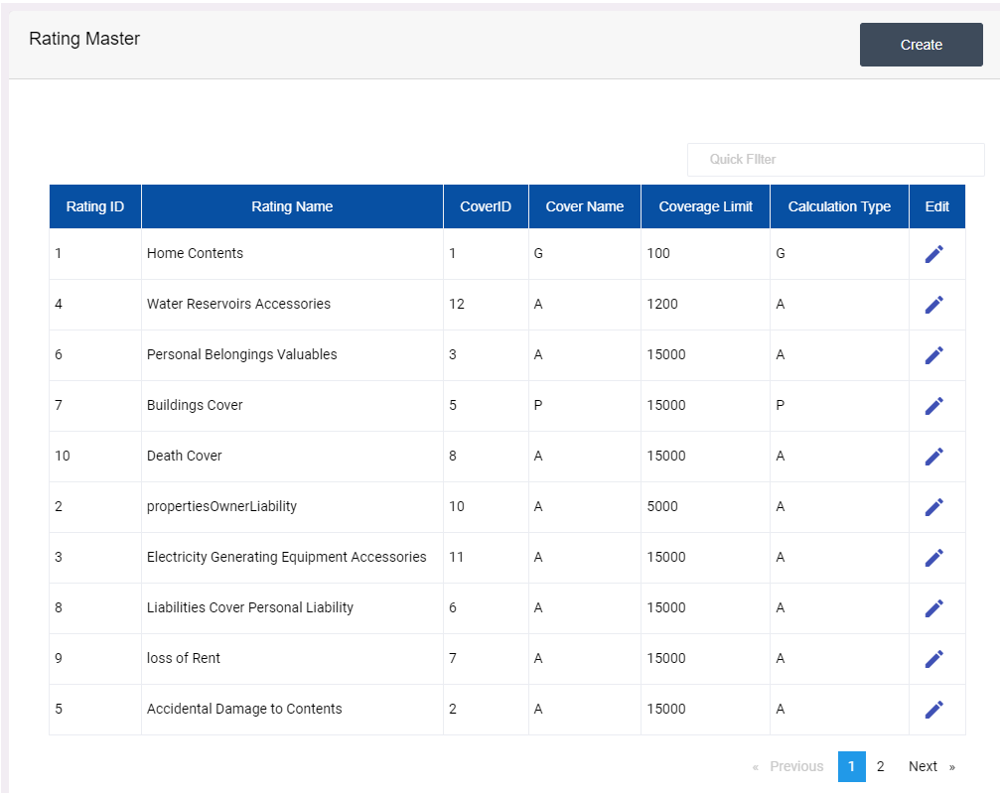 Rating Master
Create
Quick FIlter
Rating ID Rating Name CoverID Cover Name Coverage Limit Calculation Type Edit
1 Home Contents 1 G 100 G
4 Water Reservoirs Accessories 12 A 1200 A
6 Personal Belongings Valuables 3 A 15000 A
7 Buildings Cover 5 P 15000 P
10 Death Cover 8 A 15000 A
2 propertiesOwnerLiability 10 A 5000 A
3 Electricity Generating Equipment Accessories 11 A 15000 A
8 Liabilities Cover Personal Liability 6 A 15000 A
9 loss of Rent 7 A 15000 A
5 Accidental Damage to Contents 2 A 15000 A
« Previous 1 2 Next »